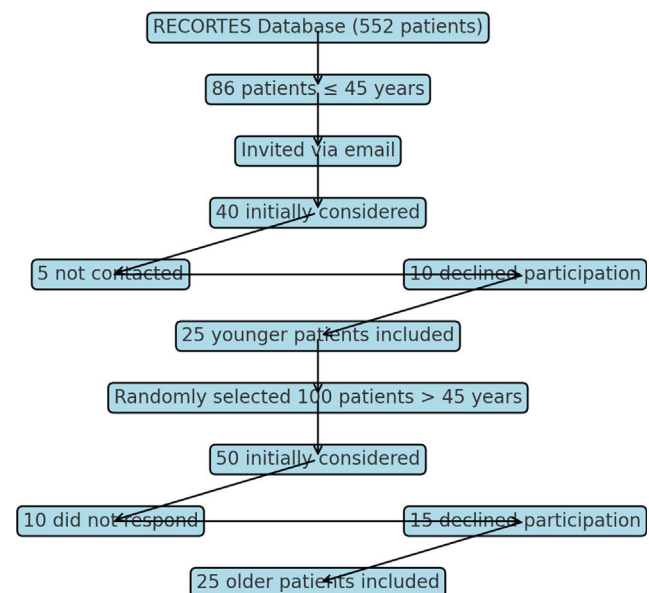 RECORTES Database (552 patients)
86 patients ≤ 45 years
Invited via email
40 initially considered
5 not contacted
10 declined participation
25 younger patients included
Randomly selected 100 patients > 45 years
50 initially considered
10 did not respond
15 declined participation
25 older patients included